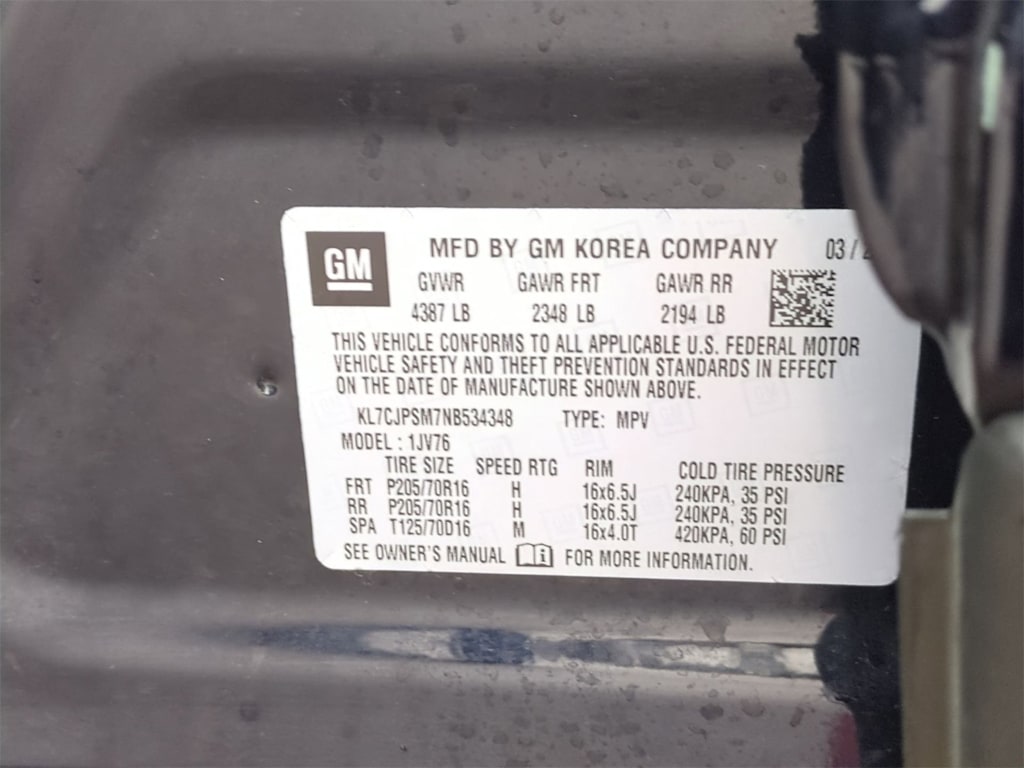 GM
MFD BY GM KOREA COMPANY 03 /
GVWR GAWR FRT GAWR RR
4387 LB 2348 LB 2194 LB
THIS VEHICLE CONFORMS TO ALL APPLICABLE U.S. FEDERAL MOTOR
VEHICLE SAFETY AND THEFT PREVENTION STANDARDS IN EFFECT
ON THE DATE OF MANUFACTURE SHOWN ABOVE.
KL7CJPSM7NB534348 TYPE: MPV
MODEL : 1JV76
TIRE SIZE SPEED RTG RIM COLD TIRE PRESSURE
FRT P205/70R16 H 16x6.5J 240KPA, 35 PSI
RR P205/70R16 H 16x6.5J 240KPA, 35 PSI
SPA T125/70D16 M 16x4.0T 420KPA, 60 PSI
SEE OWNER'S MANUAL FOR MORE INFORMATION.